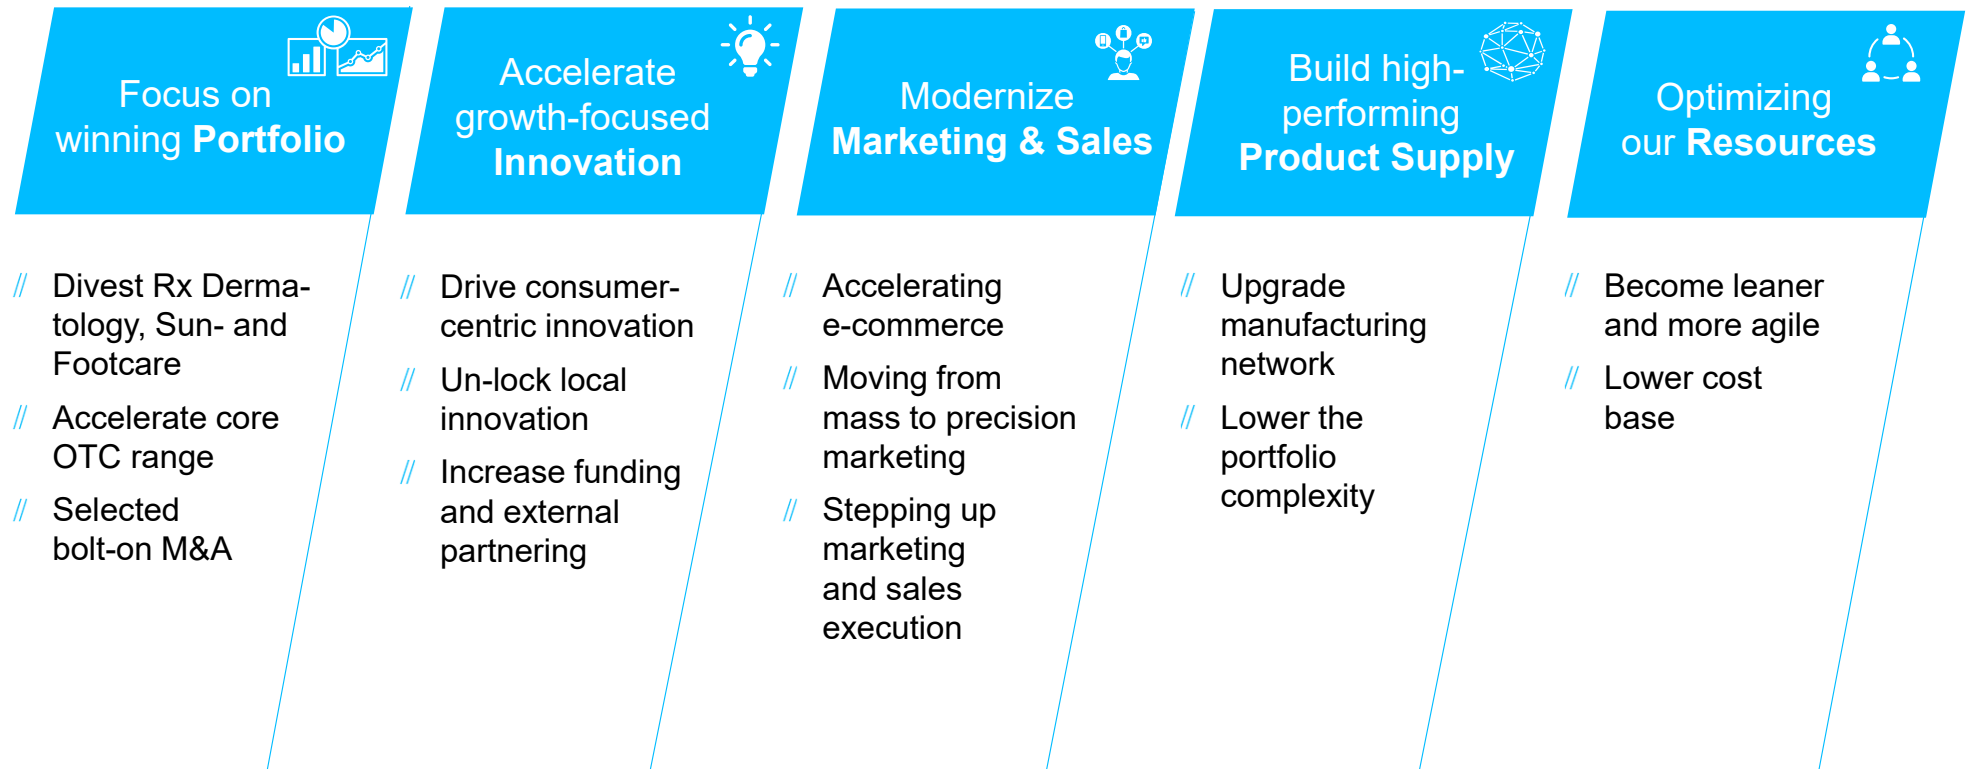 Focus on
winning Portfolio
Divest Rx Derma-
tology, Sun- and
Footcare
Accelerate core
OTC range
Selected
bolt-on M&A
Accelerate
growth-focused
Innovation
Drive consumer-
centric innovation
Un-lock local
innovation
Increase funding
and external
partnering
Modernize
Marketing & Sales
Accelerating
e-commerce
Moving from
mass to precision
marketing
Stepping up
marketing
and sales
execution
Build high-
performing
Product Supply
Upgrade
manufacturing
network
Lower the
portfolio
complexity
Optimizing
our Resources
Become leaner
and more agile
Lower cost
base